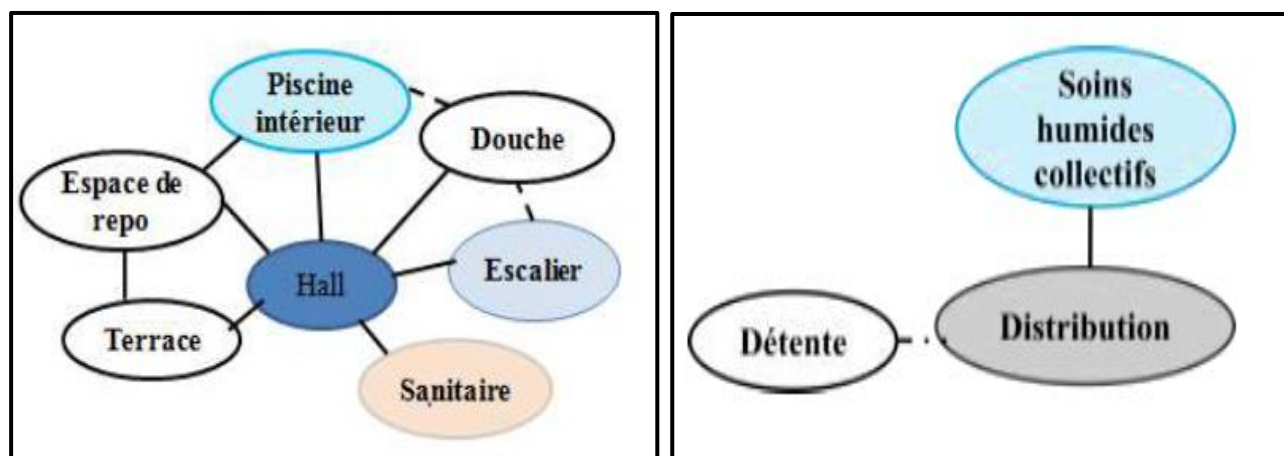 Piscine
intérieur
Douche
Espace de
repo
Hall
Escalier
Terrace
Sanitaire
Soins
humides
collectifs
Détente
Distribution